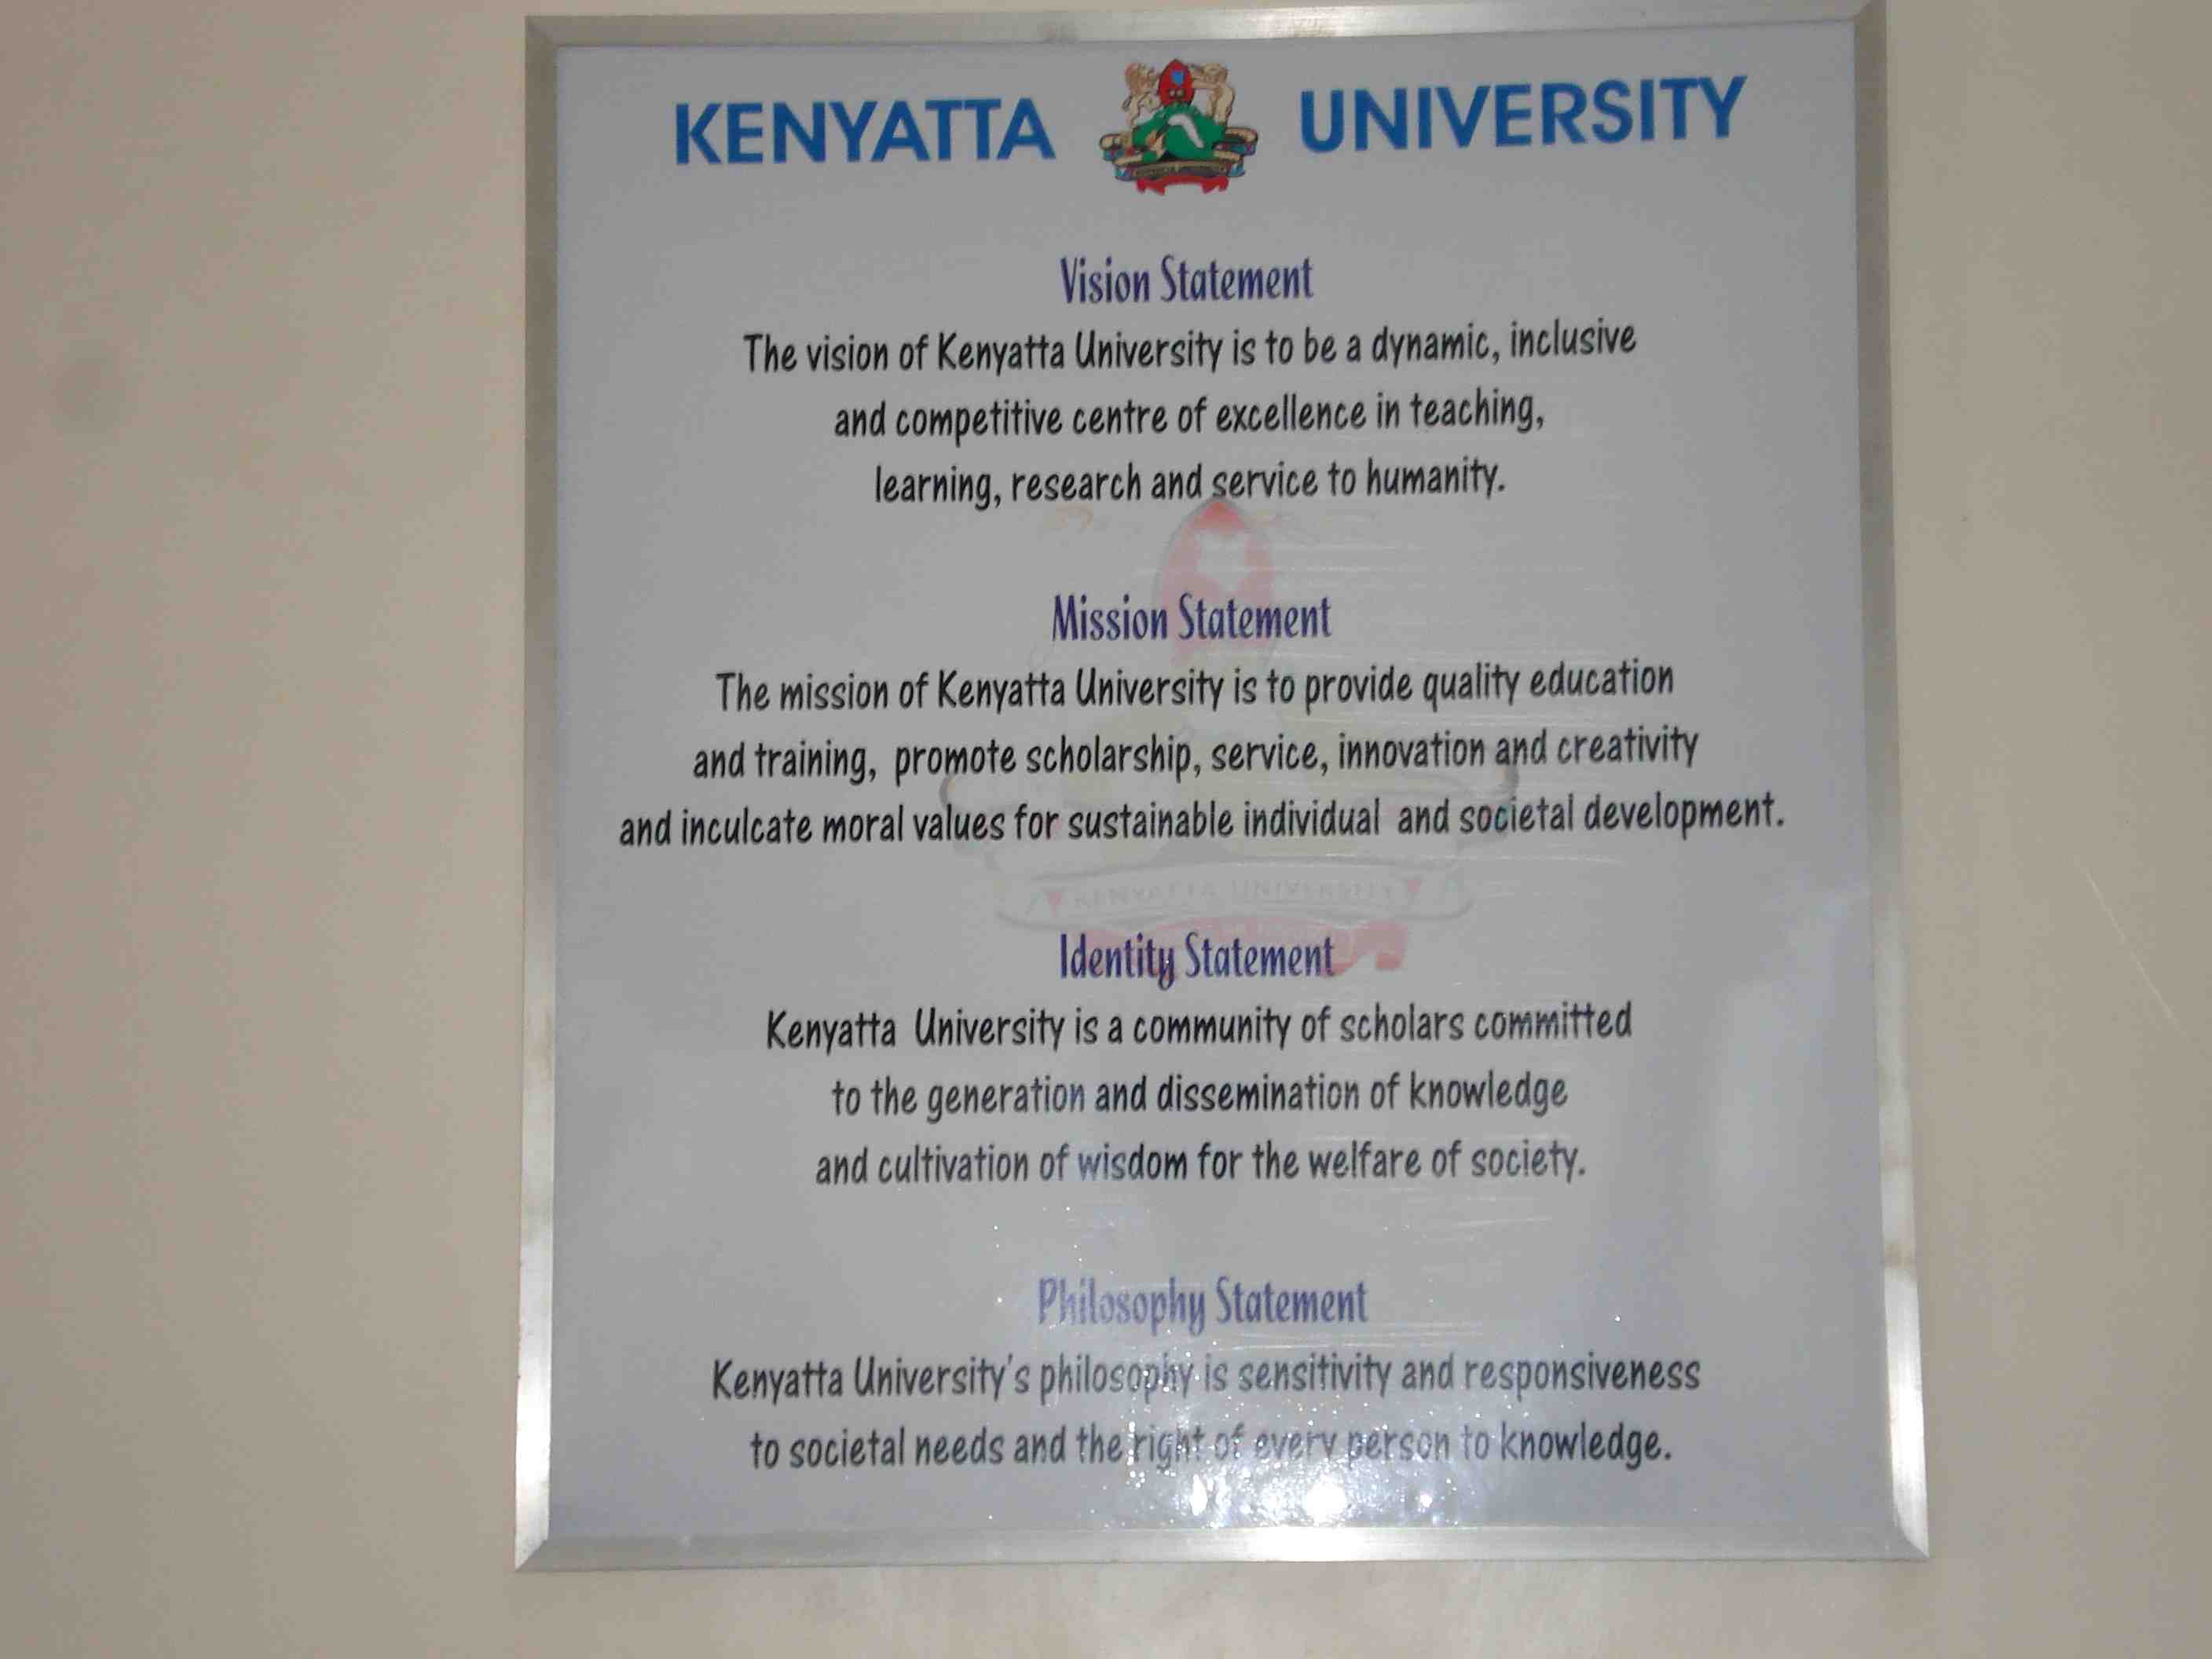 KENYATTA UNIVERSITY
Vision Statement
The vision of Kenyatta University is to be a dynamic, inclusive
and competitive centre of excellence in teaching,
learning, research and service to humanity.
Mission Statement
The mission of Kenyatta University is to provide quality education
and training, promote scholarship, service, innovation and creativity
and inculcate moral values for sustainable individual and societal development.
KENYATTA UNIVERSITY
Identity Statement
Kenyatta University is a community of scholars committed
to the generation and dissemination of knowledge
and cultivation of wisdom for the welfare of society.
Philosophy Statement
Kenyatta University's philosophy is sensitivity and responsiveness
to societal needs and the right of every person to knowledge.